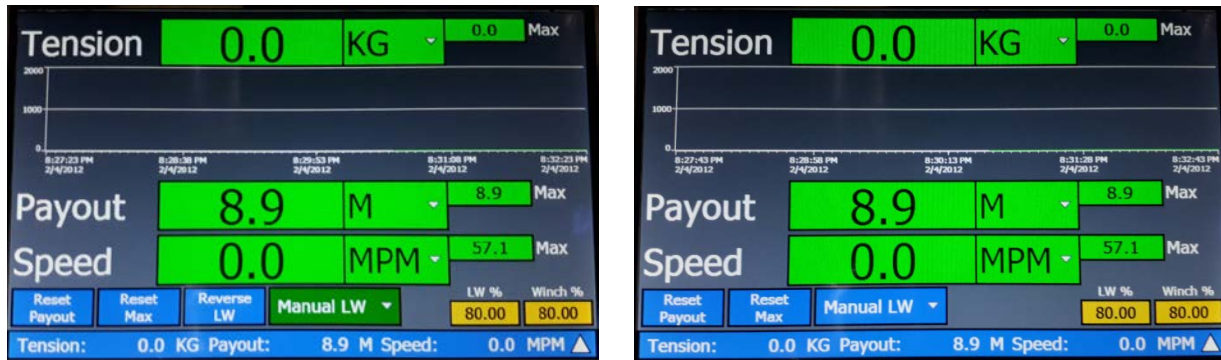 Tension 0.0 KG 0.0 Max
2000
1000
0
8:27:23 PM 8:28:38 PM 8:29:53 PM 8:31:08 PM 8:32:23 PM
2/4/2012 2/4/2012 2/4/2012 2/4/2012 2/4/2012
Payout 8.9 M 8.9 Max
Speed 0.0 MPM 57.1 Max
LW % Winch %
Reset Payout Reset Max Reverse LW Manual LW 80.00 80.00
Tension: 0.0 KG Payout: 8.9 M Speed: 0.0 MPM
Tension 0.0 KG 0.0 Max
2000
1000
0
8:27:43 PM 8:28:58 PM 8:30:13 PM 8:31:28 PM 8:32:43 PM
2/4/2012 2/4/2012 2/4/2012 2/4/2012 2/4/2012
Payout 8.9 M 8.9 Max
Speed 0.0 MPM 57.1 Max
LW % Winch %
Reset Payout Reset Max Manual LW 80.00 80.00
Tension: 0.0 KG Payout: 8.9 M Speed: 0.0 MPM